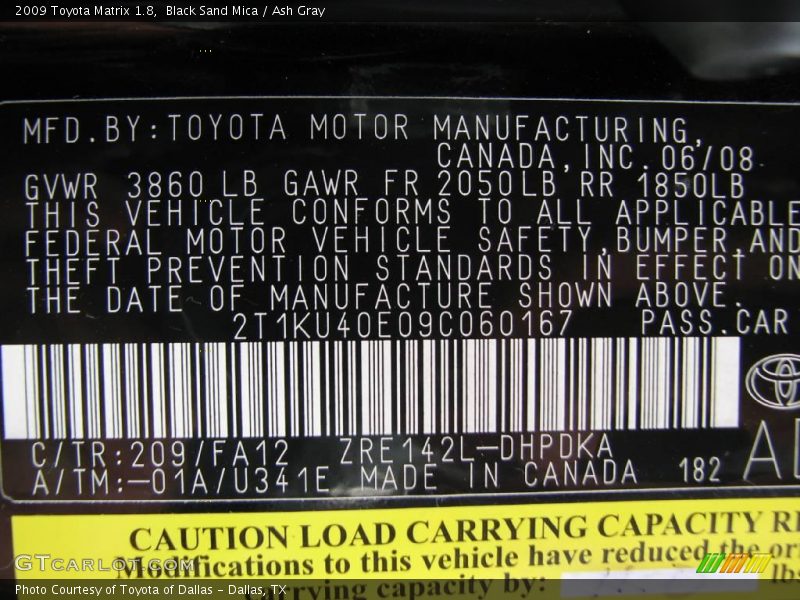 2009 Toyota Matrix 1.8, Black Sand Mica / Ash Gray
MFD.BY:TOYOTA MOTOR MANUFACTURING,
CANADA,INC.06/08
GVWR 3860 LB GAWR FR 2050LB RR 1850LB
THIS VEHICLE CONFORMS TO ALL APPLICABLE
FEDERAL MOTOR VEHICLE SAFETY,BUMPER,AND
THEFT PREVENTION STANDARDS IN EFFECT ON
THE DATE OF MANUFACTURE SHOWN ABOVE.
2T1KU40E09C060167 PASS.CAR
C/TR:209/FA12 ZRE142L-DHPDKA
A/TM:-01A/U341E MADE IN CANADA 182
CAUTION LOAD CARRYING CAPACITY
Modifications to this vehicle have reduced the
GTCarLot.com
carrying capacity by: lbs
Photo Courtesy of Toyota of Dallas - Dallas, TX